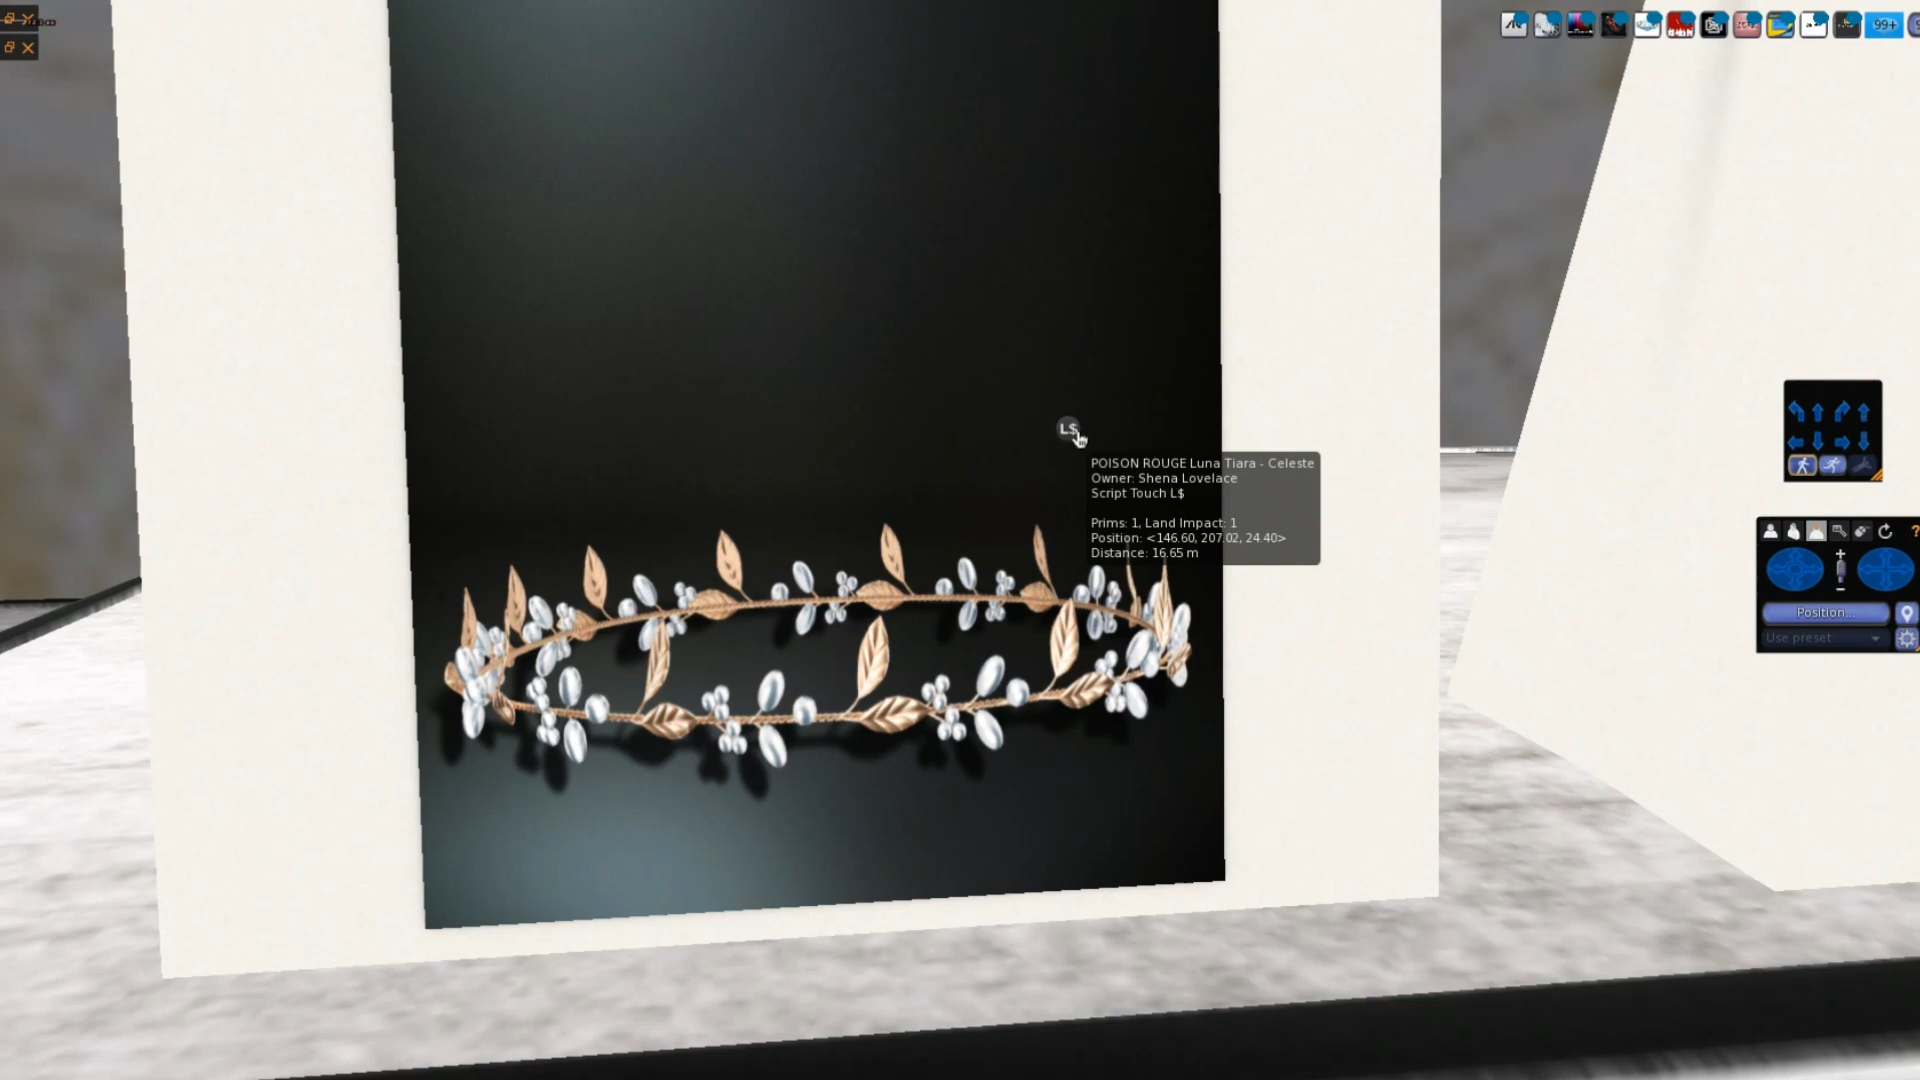 99+
L$
POISON ROUGE Luna Tiara - Celeste
Owner: Shena Lovelace
Script Touch L$
Prims: 1, Land Impact: 1
Position: <146.60, 207.02, 24.40>
Distance: 16.65 m
Position...
Use preset